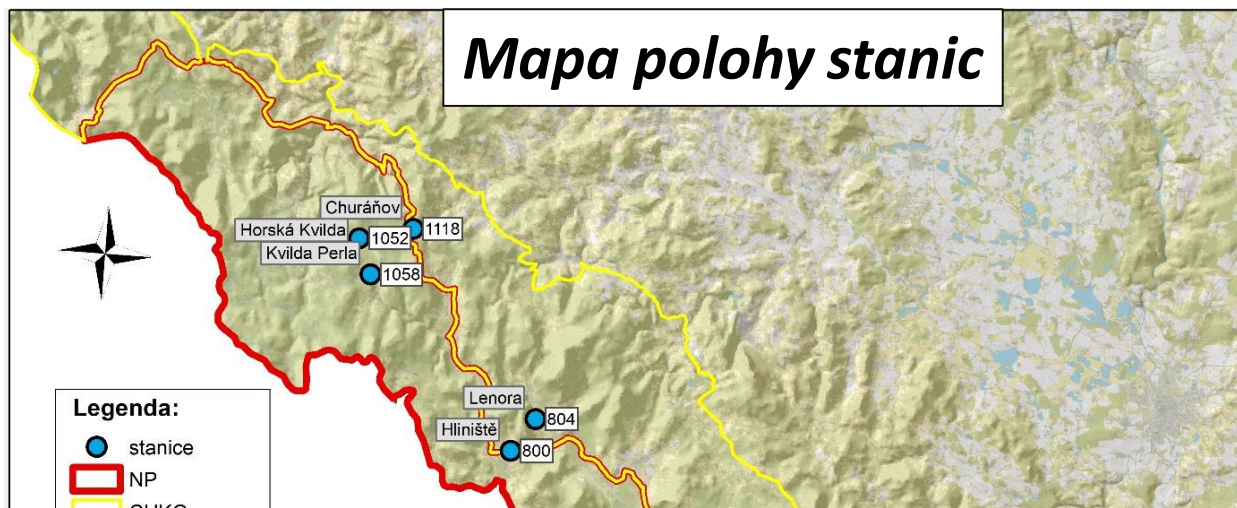 Mapa polohy stanic
Churáňov
1118
Horská Kvilda
1052
Kvilda Perla
1058
Lenora
804
Hliniště
800
Legenda:
stanice
NP